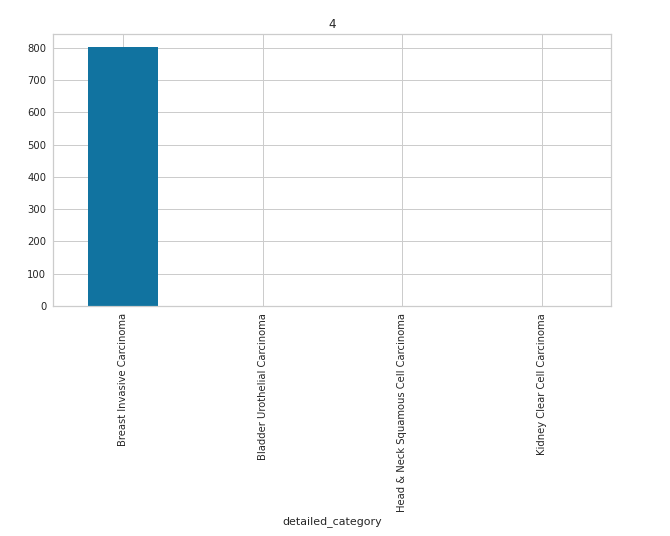 4
800
700
600
500
400
300
200
100
0
Breast Invasive Carcinoma
Bladder Urothelial Carcinoma
Head & Neck Squamous Cell Carcinoma
Kidney Clear Cell Carcinoma
detailed_category